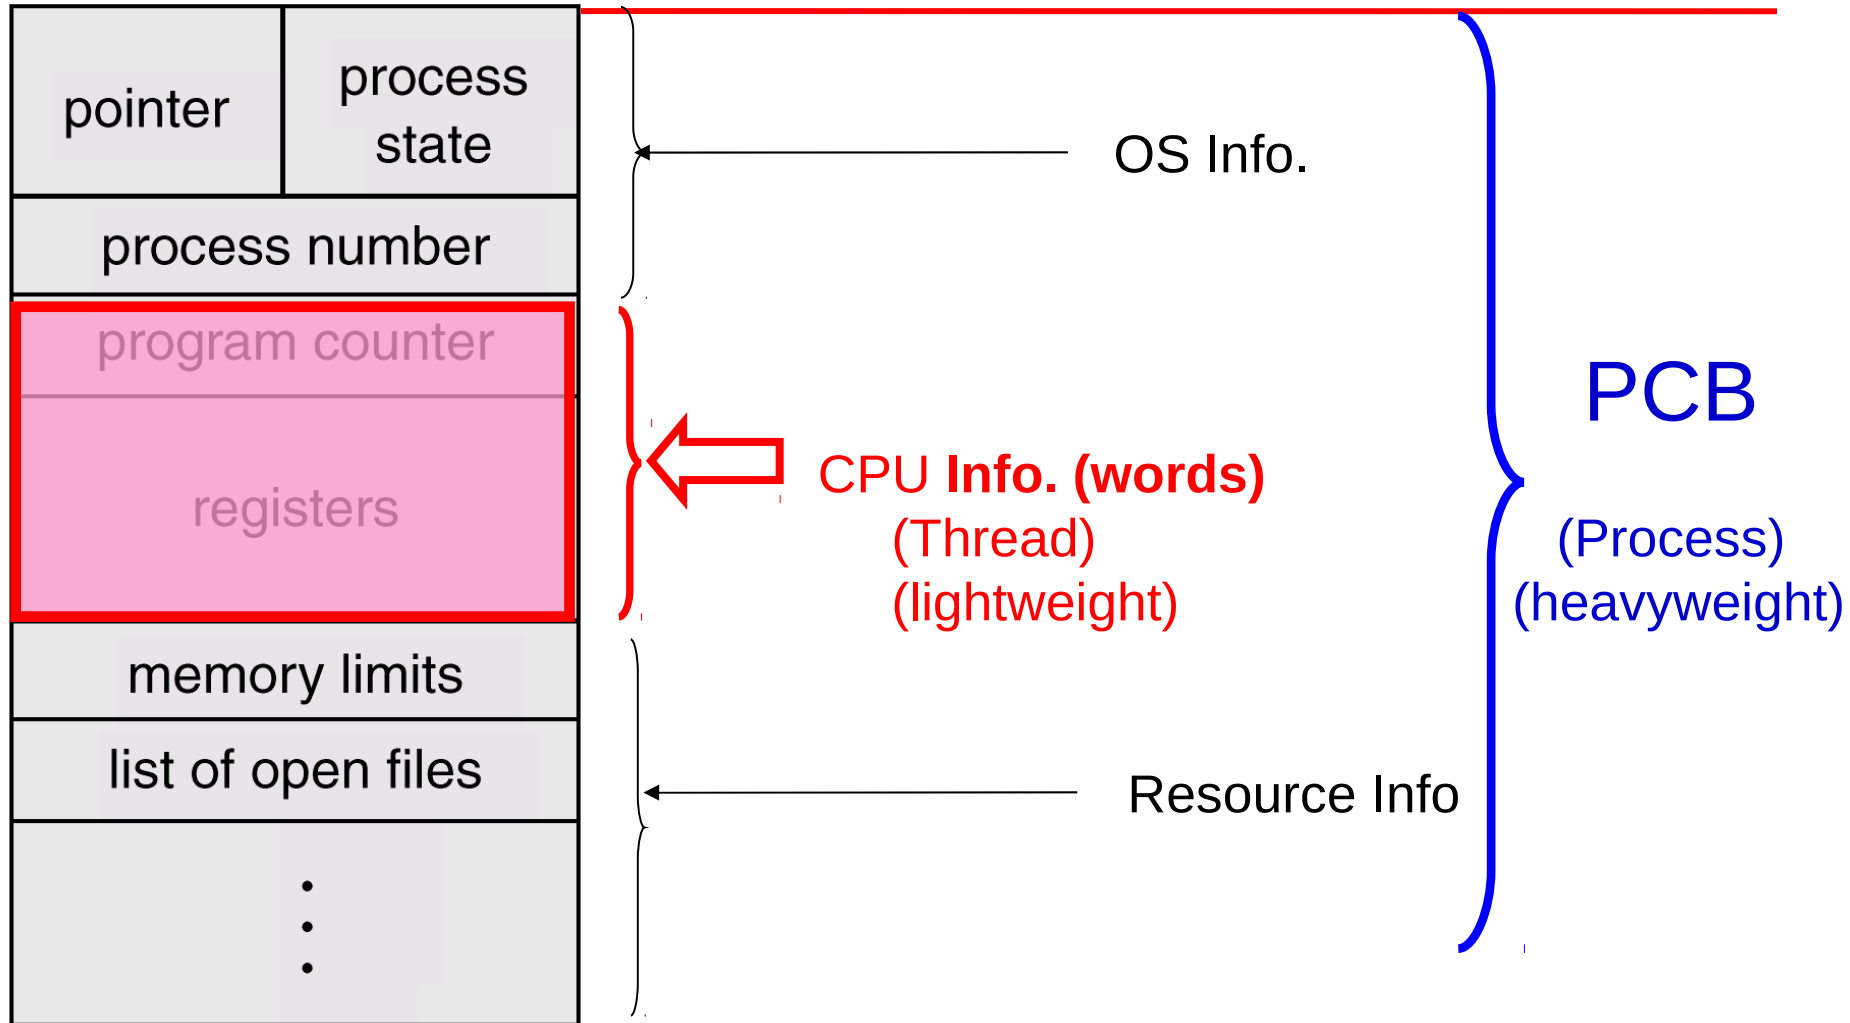 pointer
process
state
process number
program counter
registers
memory limits
list of open files
OS Info.
CPU Info. (words)
(Thread)
(lightweight)
Resource Info
PCB
(Process)
(heavyweight)